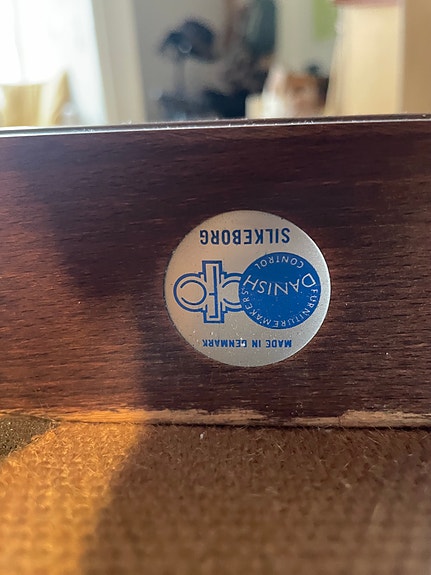 MADE IN DENMARK
FURNITUREMAKERS
DANISH
CONTROL
SILKEBORG